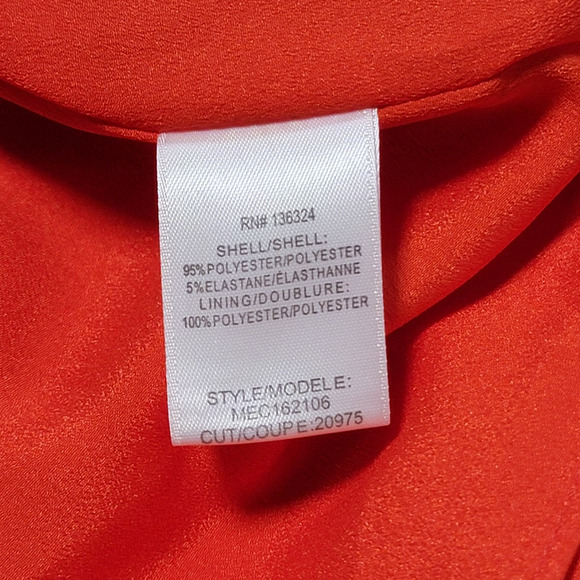 RN# 136324
SHELL/SHELL:
95%POLYESTER/POLYESTER
5%ELASTANE/ÉLASTHANNE
LINING/DOUBLURE:
100%POLYESTER/POLYESTER
STYLE/MODELE:
MEC162106
CUT/COUPE:20975